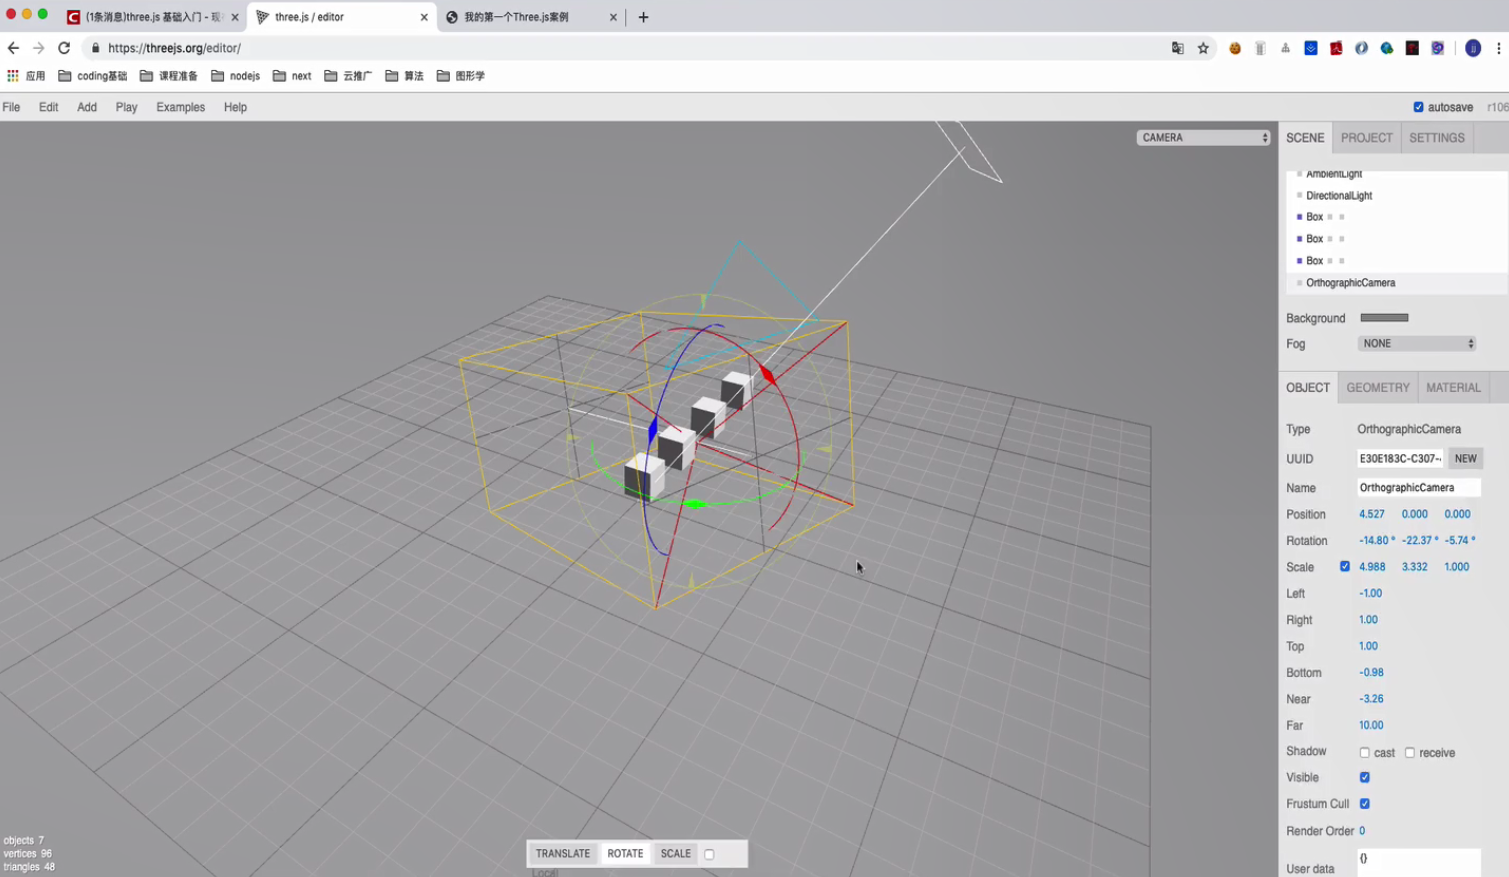 (1条消息)three.js 基础入门 - 现
three.js / editor
我的第一个Three.js案例
https://threejs.org/editor/
应用 coding基础 课程准备 nodejs next 云推广 算法 图形学
File Edit Add Play Examples Help
autosave r106
CAMERA
SCENE PROJECT SETTINGS
AmbientLight
DirectionalLight
Box
Box
Box
OrthographicCamera
Background
Fog NONE
OBJECT GEOMETRY MATERIAL
Type OrthographicCamera
UUID E30E183C-C307- NEW
Name OrthographicCamera
Position 4.527 0.000 0.000
Rotation -14.80 ° -22.37 ° -5.74 °
Scale 4.988 3.332 1.000
Left -1.00
Right 1.00
Top 1.00
Bottom -0.98
Near -3.26
Far 10.00
Shadow cast receive
Visible
Frustum Cull
Render Order 0
User data {}
objects 7
vertices 96
triangles 48
TRANSLATE ROTATE SCALE
Local